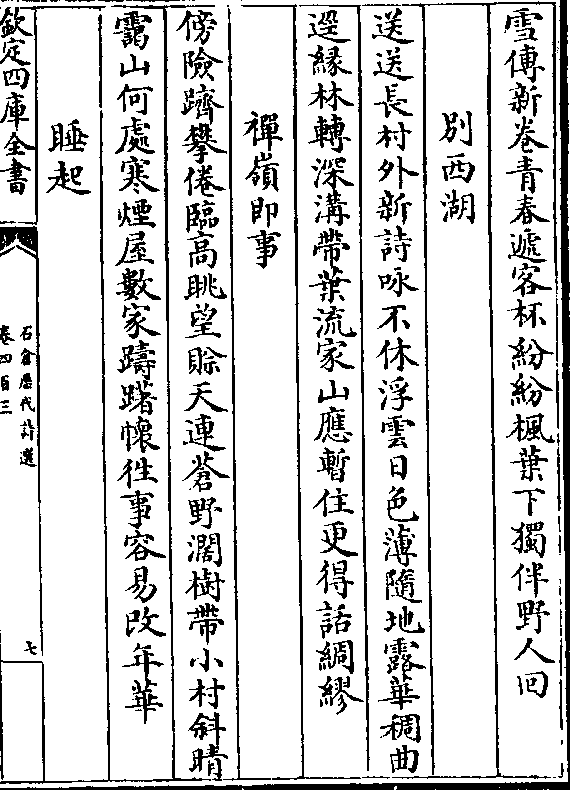 雪傅新巻青春遞客杯紛紛楓葉下獨伴野人回
別西湖
送送長村外新詩咏不休浮雲日色薄隨地露華稠曲
逕縁林轉深溝帶葉流家山應暫住更得話綢繆
禪嶺即事
傍險躋攀倦臨高眺望賒天連蒼野濶樹帶小村斜晴
靄山何處寒煙屋數家躊躇懷徃事容易改年華
睡起
欽定四庫全書
石倉歴代詩選
卷四百三
七